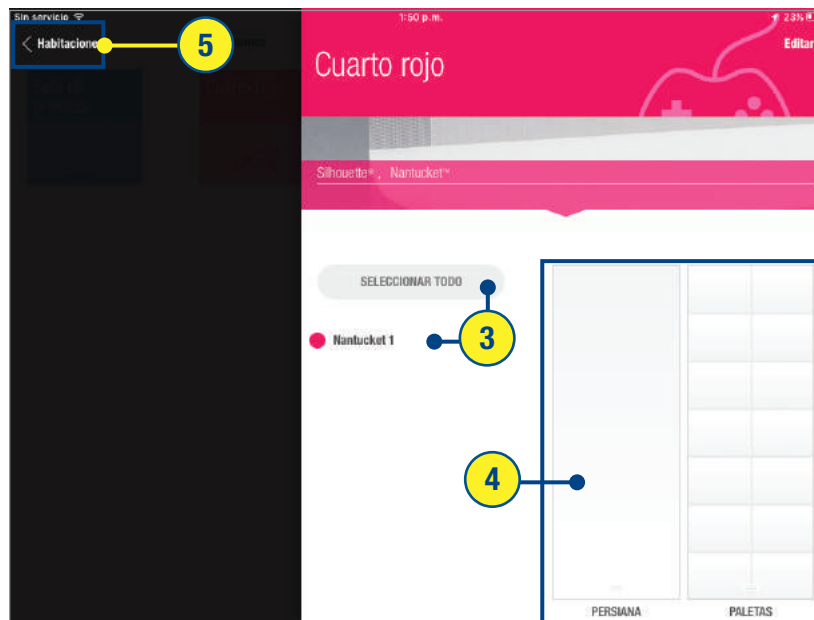 Sin servicio
1:50 p.m.
23%
Habitacione
5
Editar
Cuarto rojo
Silhouette®, Nantucket™
SELECCIONAR TODO
3
Nantucket 1
4
PERSIANA
PALETAS